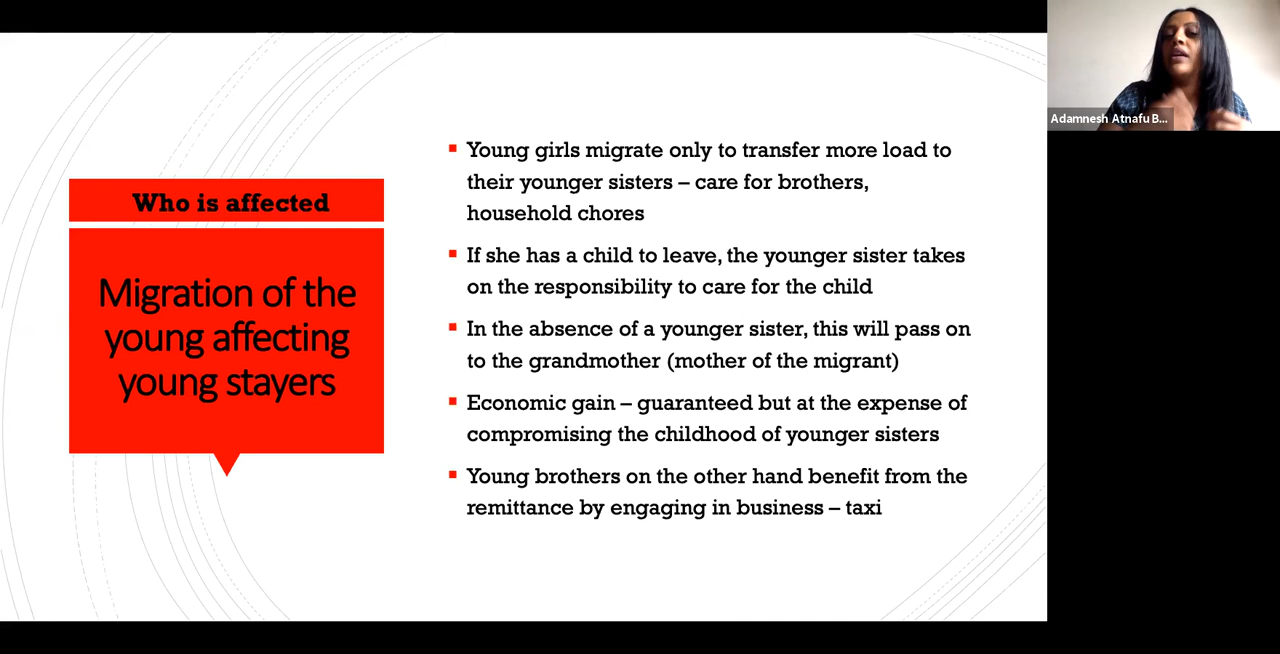 Who is affected
Migration of the
young affecting
young stayers
Young girls migrate only to transfer more load to
their younger sisters – care for brothers,
household chores
If she has a child to leave, the younger sister takes
on the responsibility to care for the child
In the absence of a younger sister, this will pass on
to the grandmother (mother of the migrant)
Economic gain – guaranteed but at the expense of
compromising the childhood of younger sisters
Young brothers on the other hand benefit from the
remittance by engaging in business – taxi
Adamnesh Atnafu B...